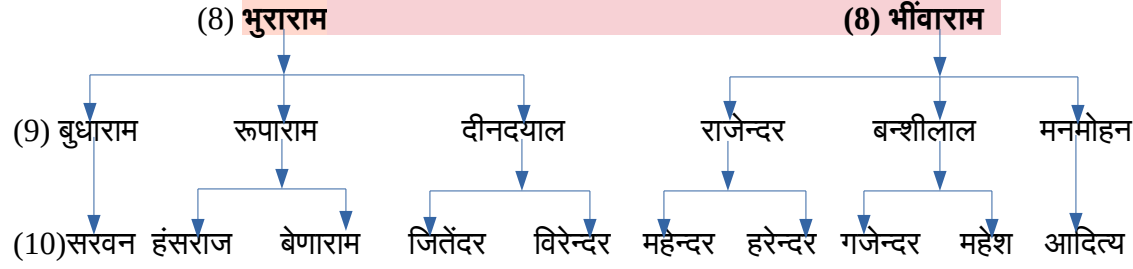 (8) भुराराम (8) भींवाराम
(9) बुधाराम रूपाराम दीनदयाल राजेन्दर बन्शीलाल मनमोहन
(10)सरवन हंसराज बेणाराम जितेंदर विरेन्दर महेन्दर हरेन्दर गजेन्दर महेश आदित्य